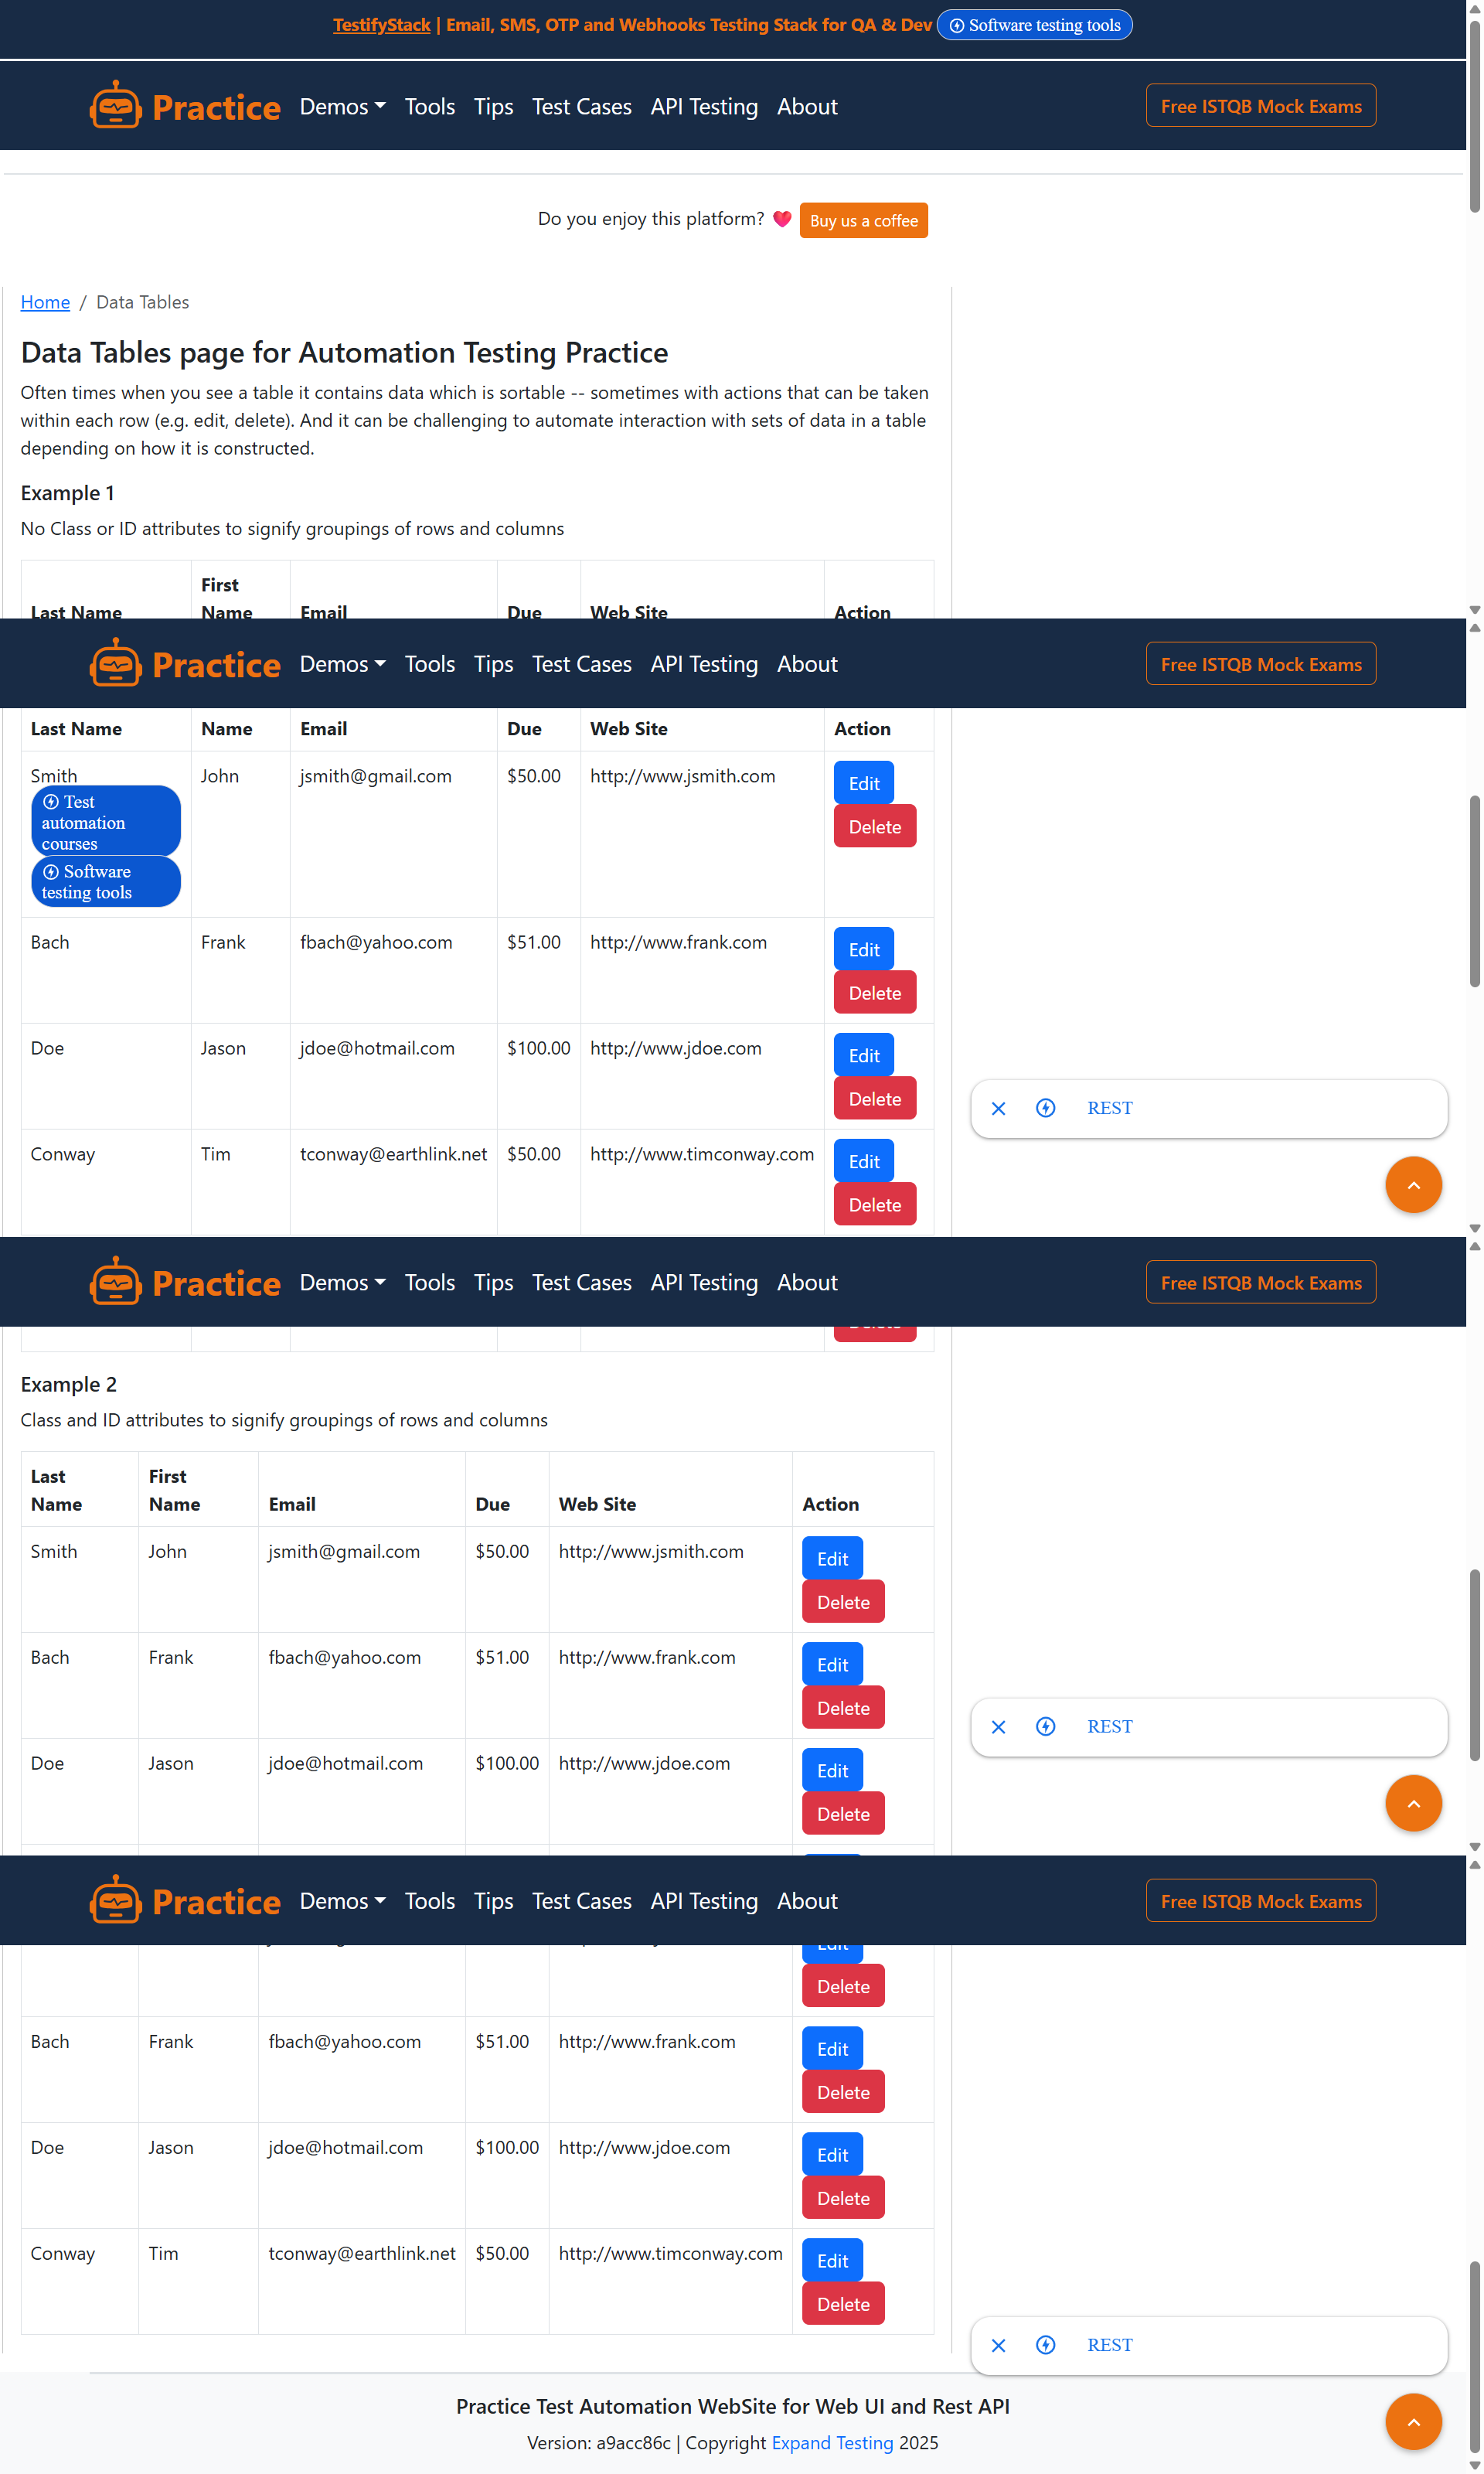 TestifyStack | Email, SMS, OTP and Webhooks Testing Stack for QA & Dev Software testing tools
Practice Demos Tools Tips Test Cases API Testing About Free ISTQB Mock Exams
Do you enjoy this platform? Buy us a coffee
Home / Data Tables
Data Tables page for Automation Testing Practice
Often times when you see a table it contains data which is sortable -- sometimes with actions that can be taken
within each row (e.g. edit, delete). And it can be challenging to automate interaction with sets of data in a table
depending on how it is constructed.
Example 1
No Class or ID attributes to signify groupings of rows and columns
First
Last Name Name Email Due Web Site Action
Practice Demos Tools Tips Test Cases API Testing About Free ISTQB Mock Exams
Last Name Name Email Due Web Site Action
Smith John jsmith@gmail.com $50.00 http://www.jsmith.com Edit
Test
automation
courses
Delete
Software
testing tools
Bach Frank fbach@yahoo.com $51.00 http://www.frank.com Edit
Delete
Doe Jason jdoe@hotmail.com $100.00 http://www.jdoe.com Edit
Delete
REST
Conway Tim tconway@earthlink.net $50.00 http://www.timconway.com Edit
Delete
Practice Demos Tools Tips Test Cases API Testing About Free ISTQB Mock Exams
Example 2
Class and ID attributes to signify groupings of rows and columns
Last First
Name Name Email Due Web Site Action
Smith John jsmith@gmail.com $50.00 http://www.jsmith.com Edit
Delete
Bach Frank fbach@yahoo.com $51.00 http://www.frank.com Edit
Delete
REST
Doe Jason jdoe@hotmail.com $100.00 http://www.jdoe.com Edit
Delete
Practice Demos Tools Tips Test Cases API Testing About Free ISTQB Mock Exams
Edit
Delete
Bach Frank fbach@yahoo.com $51.00 http://www.frank.com Edit
Delete
Doe Jason jdoe@hotmail.com $100.00 http://www.jdoe.com Edit
Delete
Conway Tim tconway@earthlink.net $50.00 http://www.timconway.com Edit
Delete
REST
Practice Test Automation WebSite for Web UI and Rest API
Version: a9acc86c | Copyright Expand Testing 2025